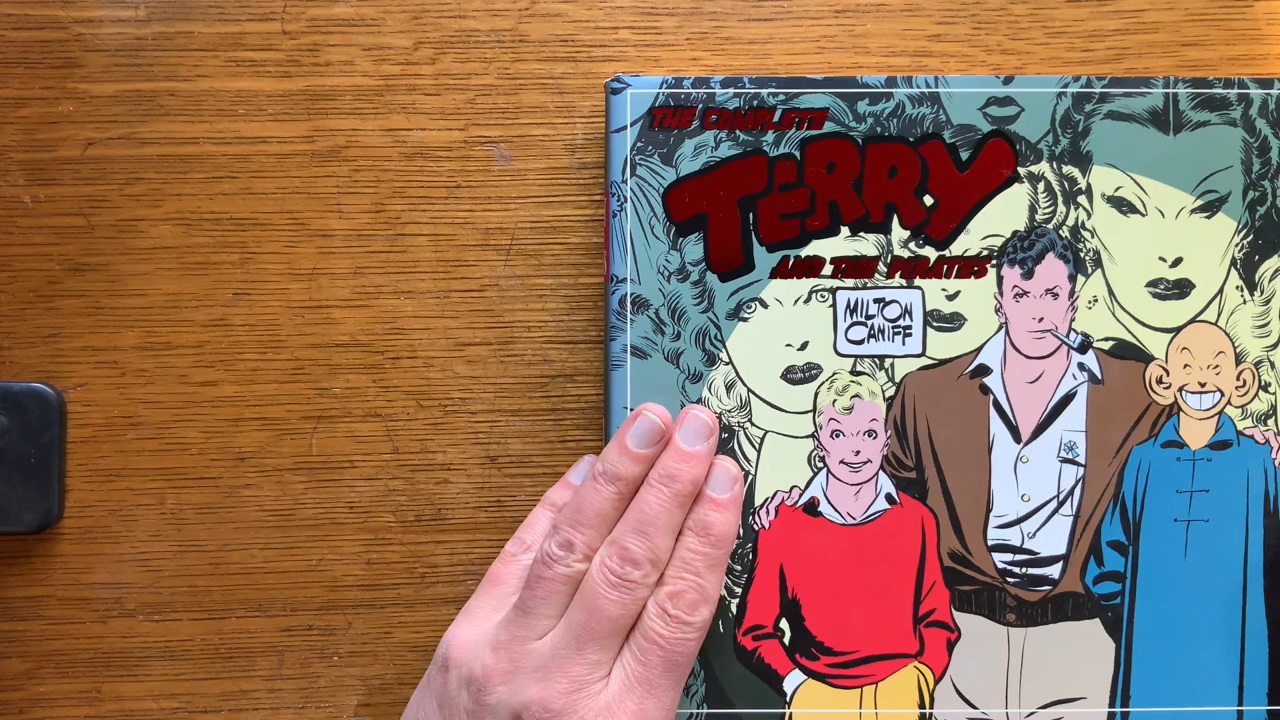 THE COMPLETE
TERRY
AND THE PIRATES
MILTON
CANIFF